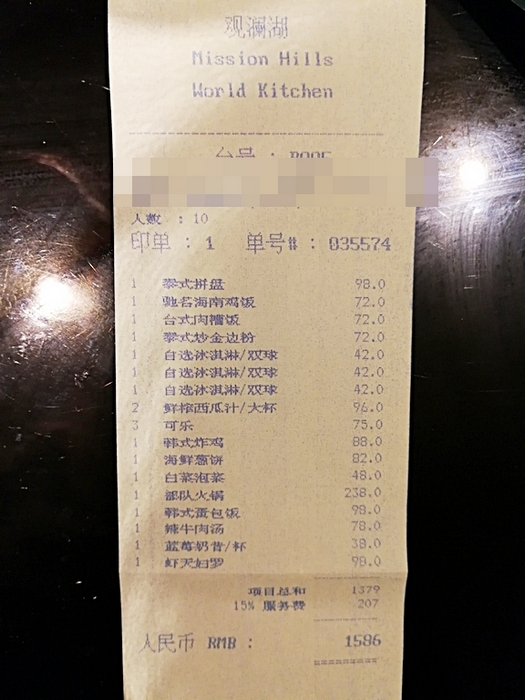 观澜湖
Mission Hills
World Kitchen
台号 :
人数 : 10
印单 : 1 单号# : 035574
1 泰式拼盘 98.0
1 驰名海南鸡饭 72.0
1 台式肉糟饭 72.0
1 泰式炒金边粉 72.0
1 自选冰淇淋/双球 42.0
1 自选冰淇淋/双球 42.0
1 自选冰淇淋/双球 42.0
2 鲜榨西瓜汁/大杯 96.0
3 可乐 75.0
1 韩式炸鸡 88.0
1 海鲜葱饼 82.0
1 白菜泡菜 48.0
1 部队火锅 238.0
1 韩式蛋包饭 98.0
1 辣牛肉汤 78.0
1 蓝莓奶昔/杯 38.0
1 虾天妇罗 98.0
项目总和 1379
15% 服务费 207
人民币 RMB : 1586